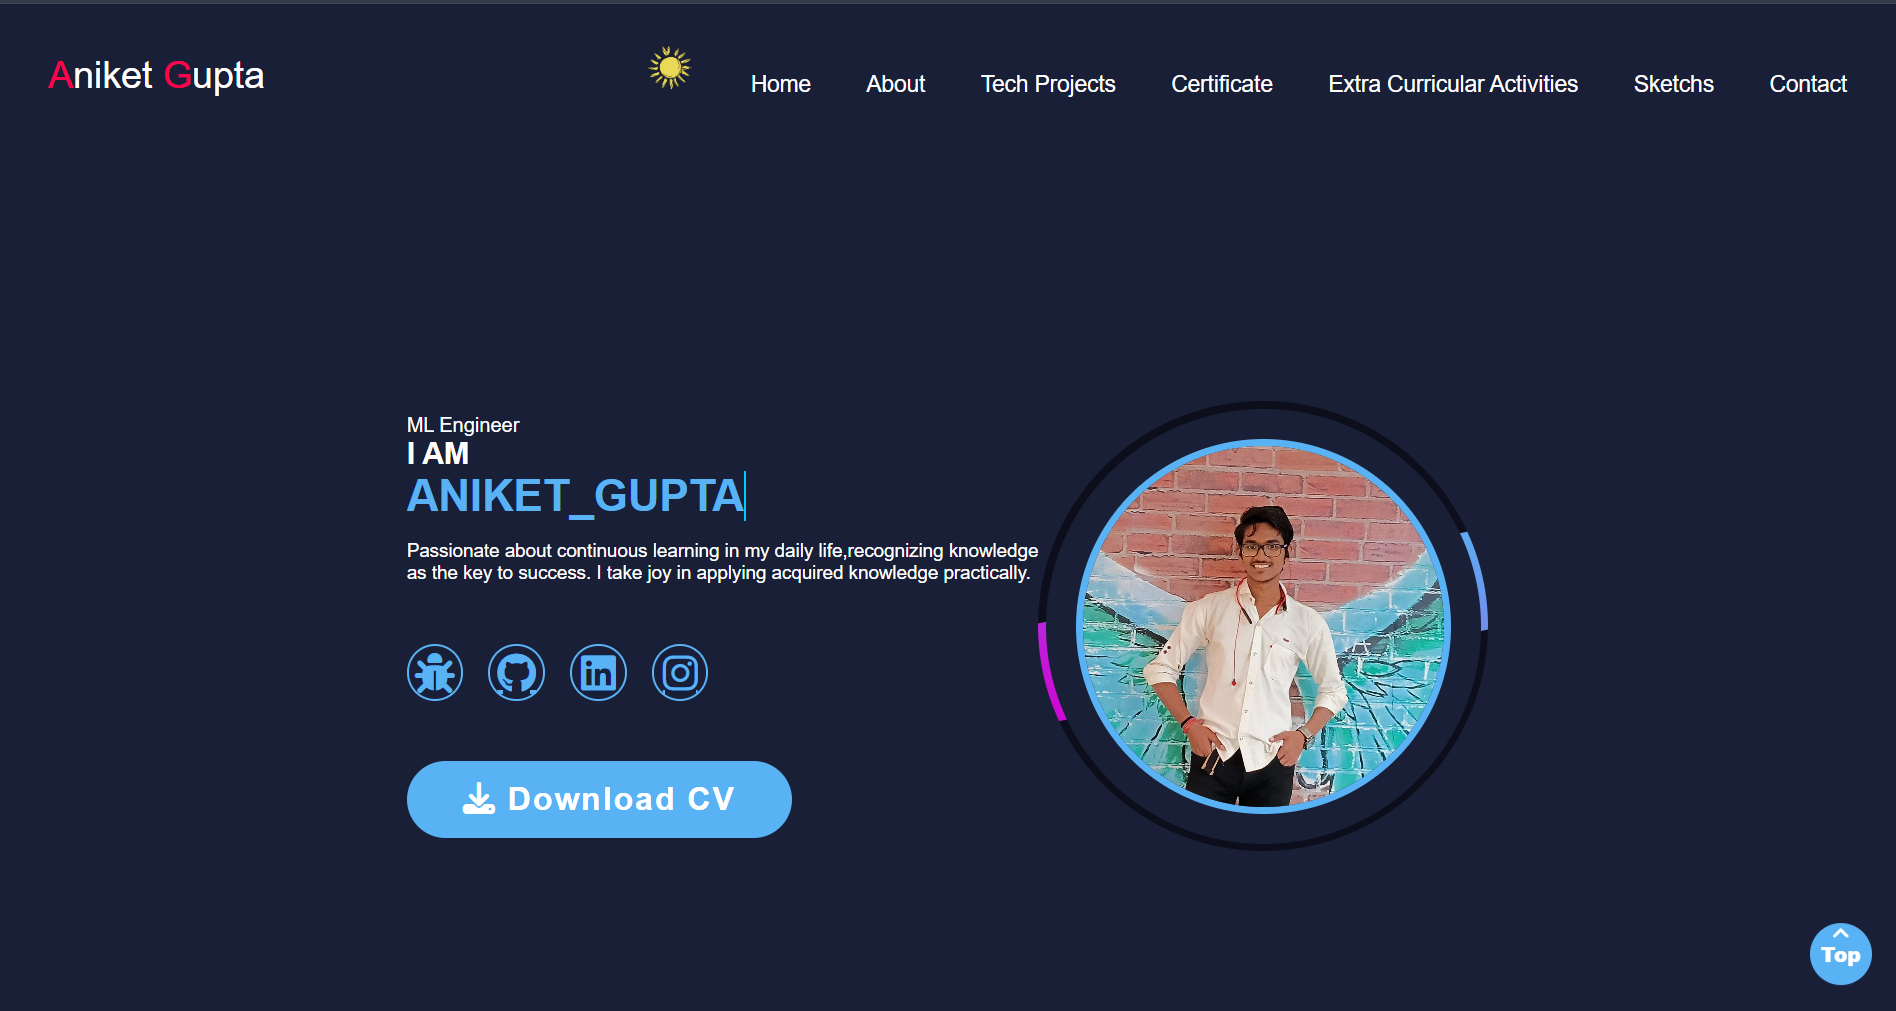 Aniket Gupta
Home About Tech Projects Certificate Extra Curricular Activities Sketchs Contact
ML Engineer
I AM
ANIKET_GUPTA
Passionate about continuous learning in my daily life,recognizing knowledge
as the key to success. I take joy in applying acquired knowledge practically.
in
Download CV
Top